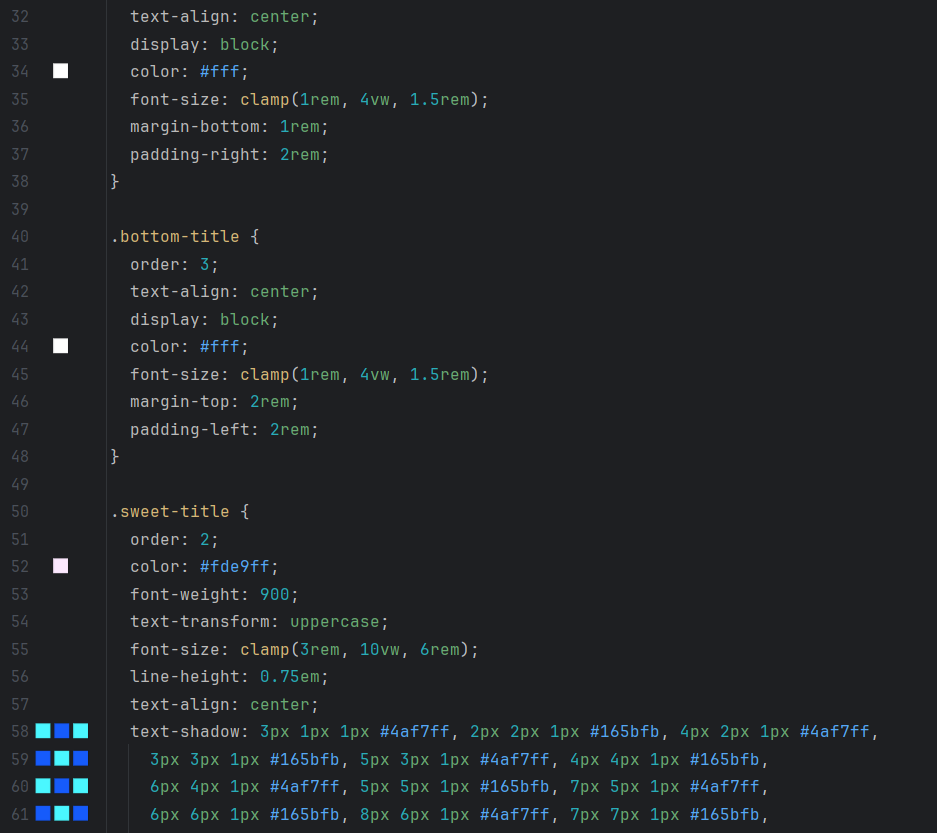 32 text-align: center;
33 display: block;
34 color: #fff;
35 font-size: clamp(1rem, 4vw, 1.5rem);
36 margin-bottom: 1rem;
37 padding-right: 2rem;
38 }
39
40 .bottom-title {
41 order: 3;
42 text-align: center;
43 display: block;
44 color: #fff;
45 font-size: clamp(1rem, 4vw, 1.5rem);
46 margin-top: 2rem;
47 padding-left: 2rem;
48 }
49
50 .sweet-title {
51 order: 2;
52 color: #fde9ff;
53 font-weight: 900;
54 text-transform: uppercase;
55 font-size: clamp(3rem, 10vw, 6rem);
56 line-height: 0.75em;
57 text-align: center;
58 text-shadow: 3px 1px 1px #4af7ff, 2px 2px 1px #165bfb, 4px 2px 1px #4af7ff,
59 3px 3px 1px #165bfb, 5px 3px 1px #4af7ff, 4px 4px 1px #165bfb,
60 6px 4px 1px #4af7ff, 5px 5px 1px #165bfb, 7px 5px 1px #4af7ff,
61 6px 6px 1px #165bfb, 8px 6px 1px #4af7ff, 7px 7px 1px #165bfb,